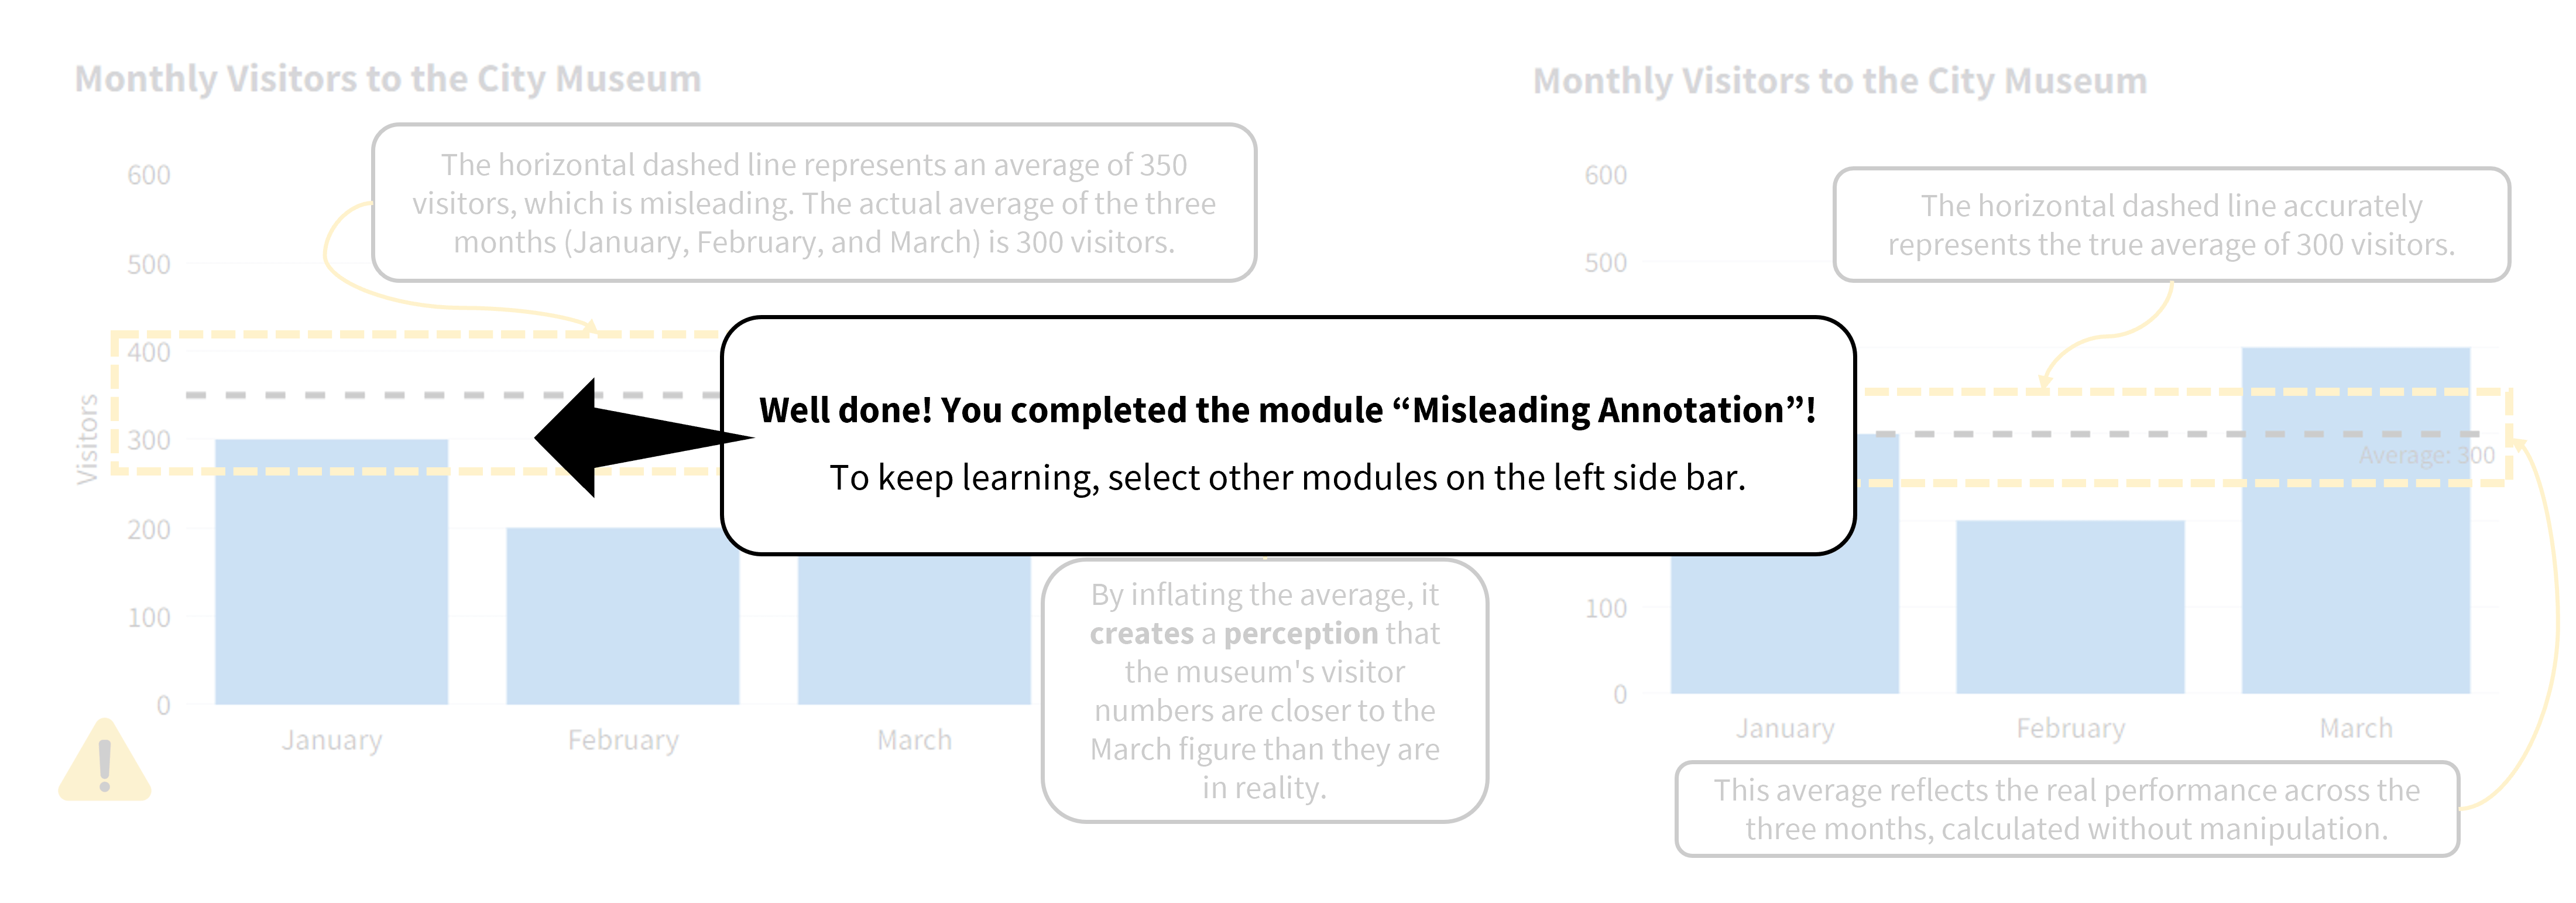 Monthly Visitors to the City Museum
The horizontal dashed line represents an average of 350
visitors, which is misleading. The actual average of the three
months (January, February, and March) is 300 visitors.
600
500
400
300
200
100
0
Visitors
January
February
March
By inflating the average, it
creates a perception that
the museum's visitor
numbers are closer to the
March figure than they are
in reality.
Well done! You completed the module “Misleading Annotation”!
To keep learning, select other modules on the left side bar.
Monthly Visitors to the City Museum
The horizontal dashed line accurately
represents the true average of 300 visitors.
600
500
100
0
Average: 300
January
February
March
This average reflects the real performance across the
three months, calculated without manipulation.